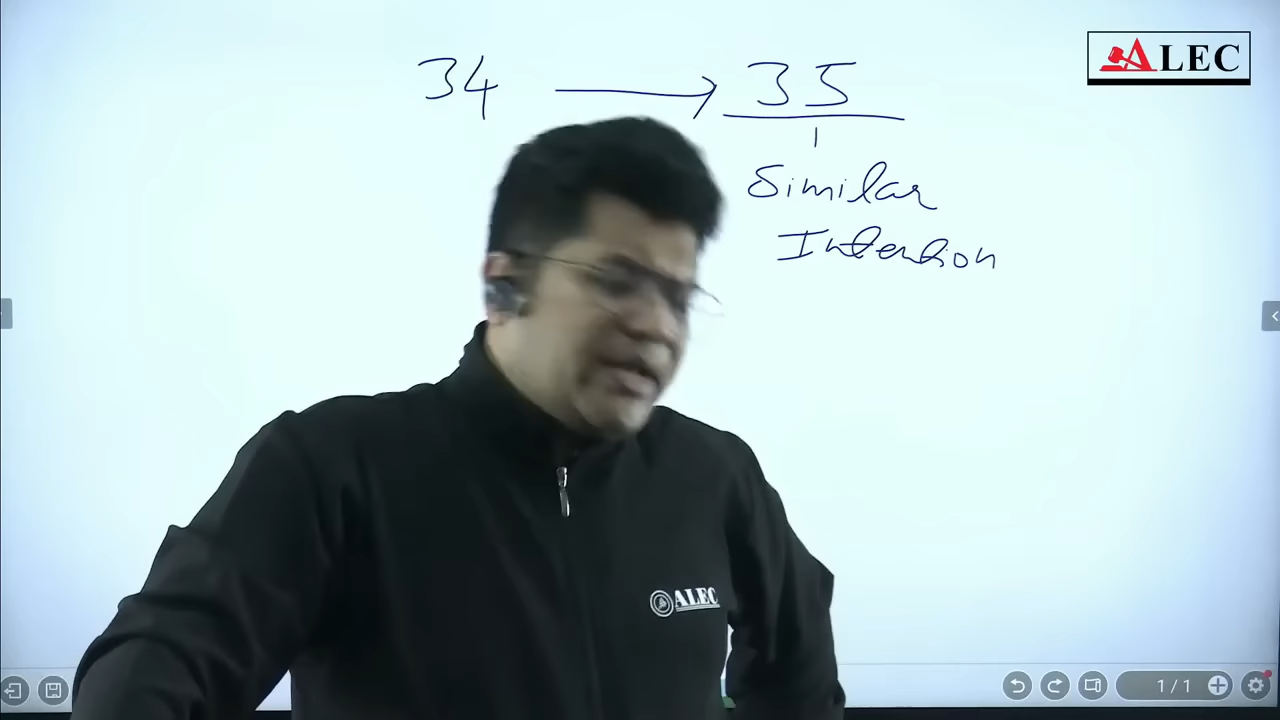 34 → 35
Similar
Intention
ALEC
ALEC
1/1